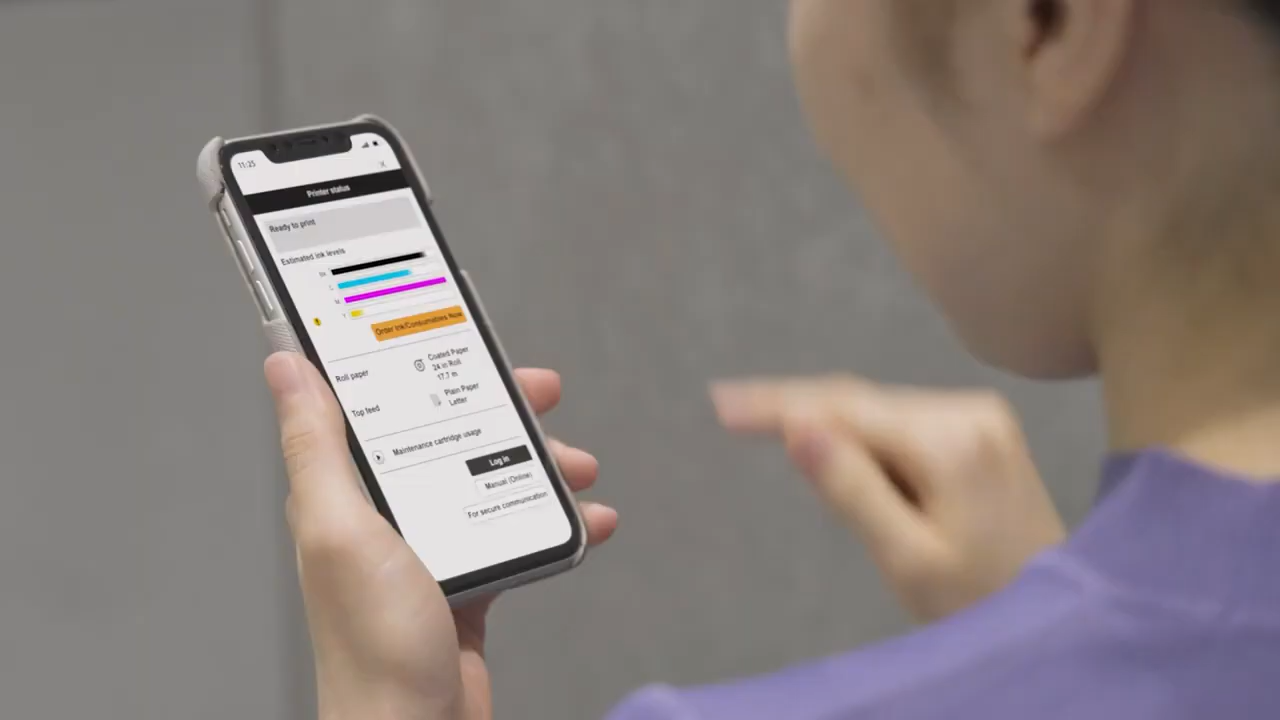 11:25
Printer status
Ready to print
Estimated ink levels
C
M
Y
Order Ink/Consumables Now
Roll paper
Coated Paper
24 in Roll
17.7 m
Top feed
Plain Paper
Letter
Maintenance cartridge usage
Log in
Manual (Online)
For secure communication